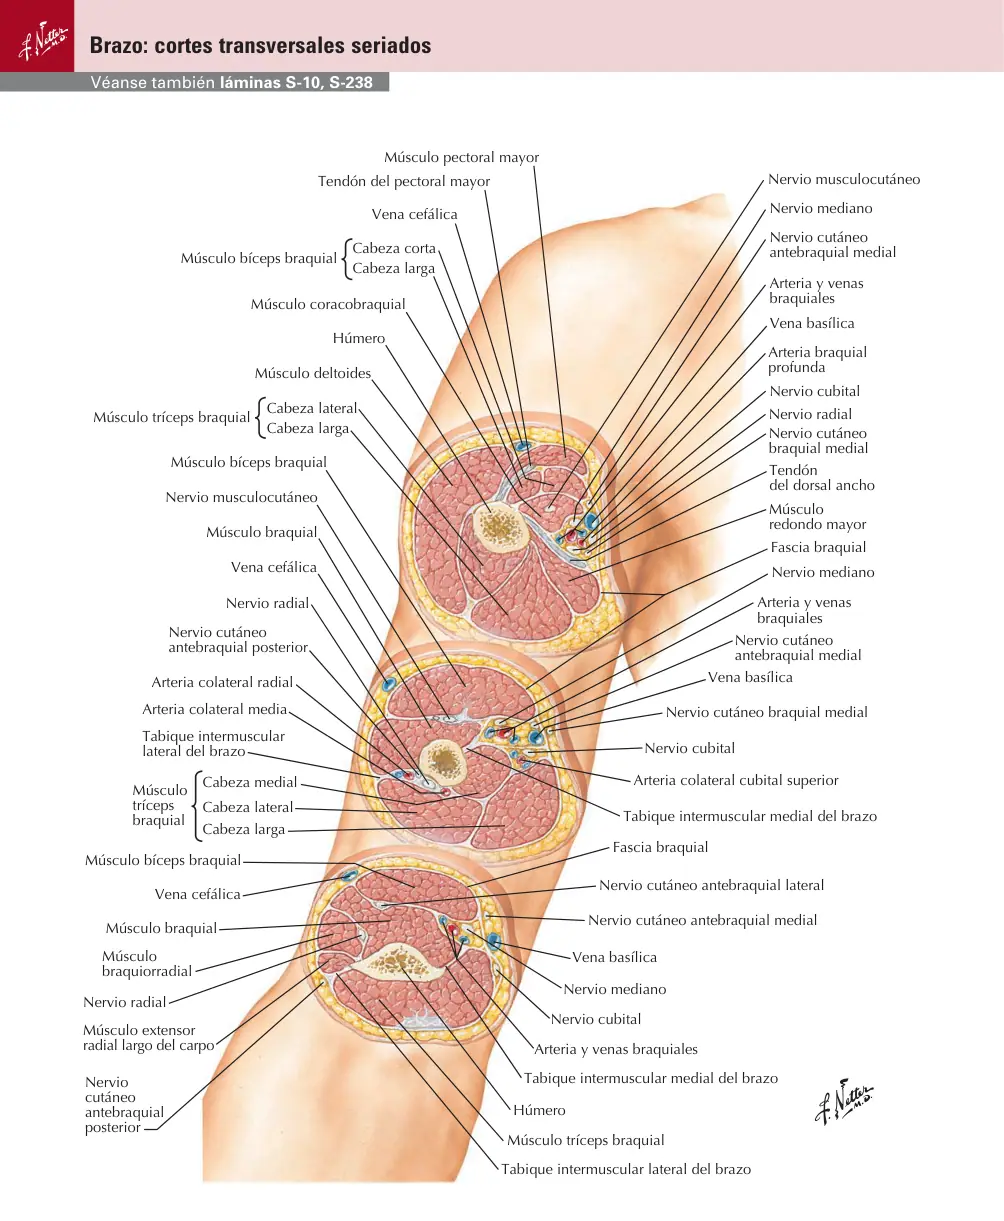 F. Netter M.D.
Brazo: cortes transversales seriados
Véanse también láminas S-10, S-238
Músculo pectoral mayor
Tendón del pectoral mayor
Vena cefálica
Músculo bíceps braquial
Cabeza corta
Cabeza larga
Músculo coracobraquial
Húmero
Músculo deltoides
Músculo tríceps braquial
Cabeza lateral
Cabeza larga
Músculo bíceps braquial
Nervio musculocutáneo
Músculo braquial
Vena cefálica
Nervio radial
Nervio cutáneo
antebraquial posterior
Arteria colateral radial
Arteria colateral media
Tabique intermuscular
lateral del brazo
Músculo
tríceps
braquial
Cabeza medial
Cabeza lateral
Cabeza larga
Músculo bíceps braquial
Vena cefálica
Músculo braquial
Músculo
braquiorradial
Nervio radial
Músculo extensor
radial largo del carpo
Nervio
cutáneo
antebraquial
posterior
Nervio musculocutáneo
Nervio mediano
Nervio cutáneo
antebraquial medial
Arteria y venas
braquiales
Vena basílica
Arteria braquial
profunda
Nervio cubital
Nervio radial
Nervio cutáneo
braquial medial
Tendón
del dorsal ancho
Músculo
redondo mayor
Fascia braquial
Nervio mediano
Arteria y venas
braquiales
Nervio cutáneo
antebraquial medial
Vena basílica
Nervio cutáneo braquial medial
Nervio cubital
Arteria colateral cubital superior
Tabique intermuscular medial del brazo
Fascia braquial
Nervio cutáneo antebraquial lateral
Nervio cutáneo antebraquial medial
Vena basílica
Nervio mediano
Nervio cubital
Arteria y venas braquiales
Tabique intermuscular medial del brazo
Húmero
Músculo tríceps braquial
Tabique intermuscular lateral del brazo
F. Netter M.D.